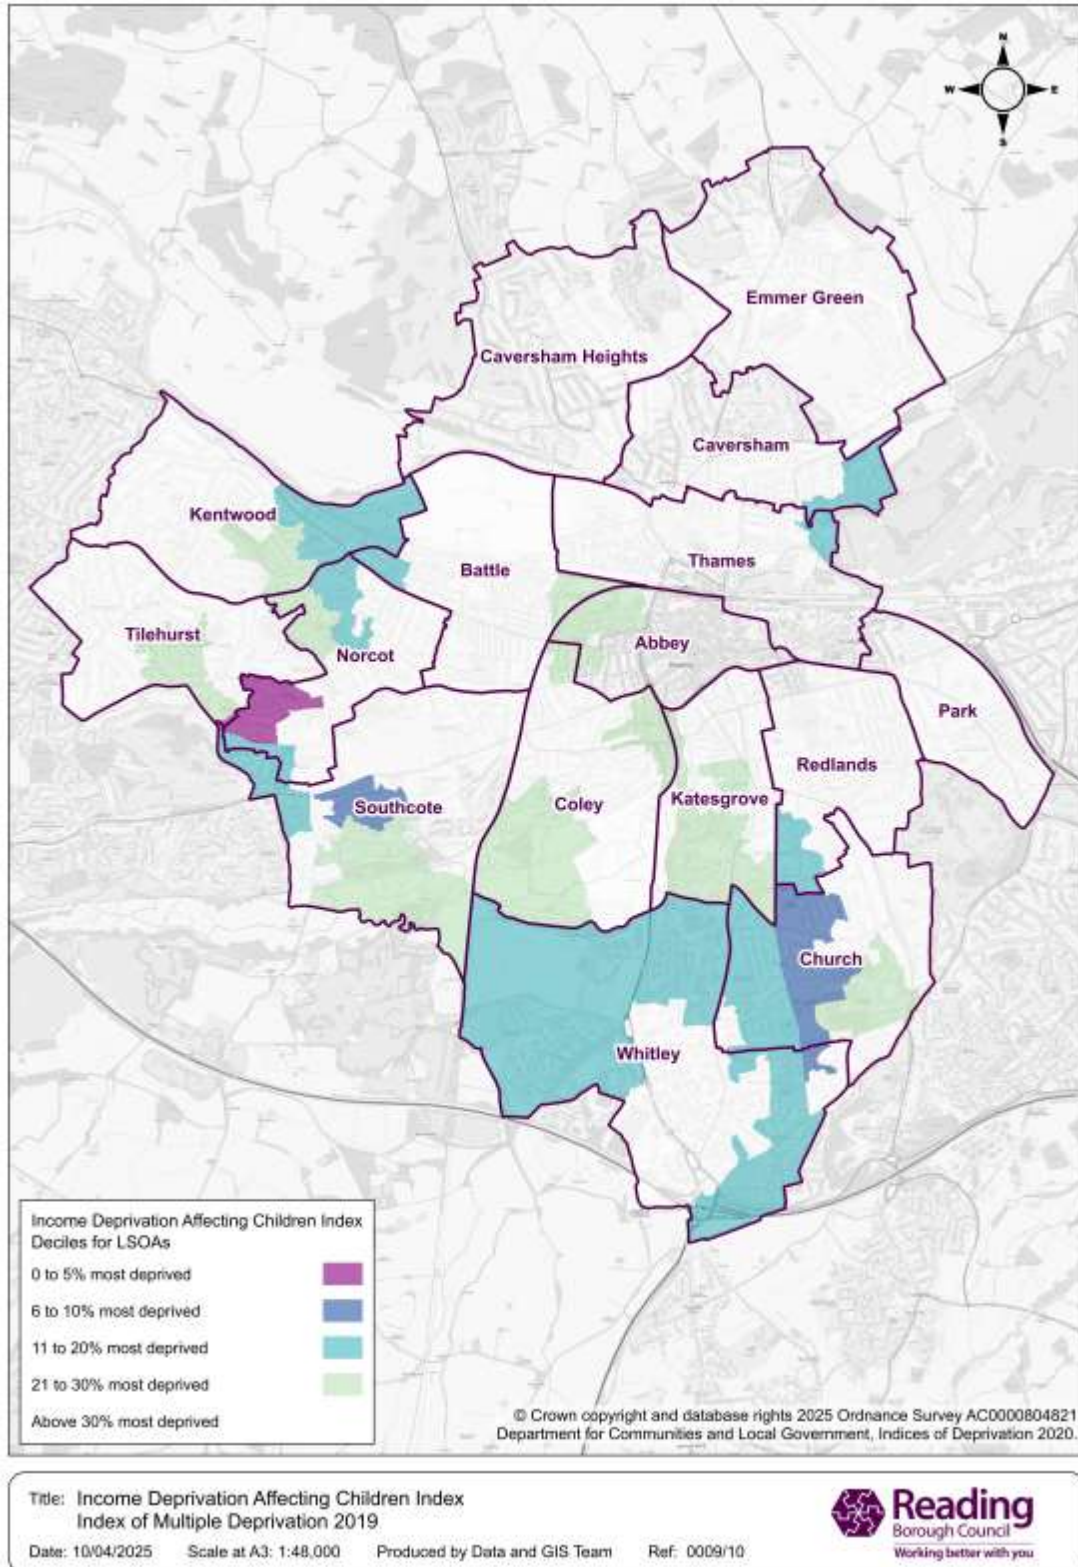 N
W E
S
Emmer Green
Caversham Heights
Caversham
Kentwood
Battle
Thames
Tilehurst
Norcot
Abbey
Park
Redlands
Southcote
Coley
Katesgrove
Church
Whitley
Income Deprivation Affecting Children Index
Deciles for LSOAs
0 to 5% most deprived
6 to 10% most deprived
11 to 20% most deprived
21 to 30% most deprived
Above 30% most deprived
© Crown copyright and database rights 2025 Ordnance Survey AC0000804821
Department for Communities and Local Government, Indices of Deprivation 2020.
Title: Income Deprivation Affecting Children Index
Index of Multiple Deprivation 2019
Date: 10/04/2025 Scale at A3: 1:48,000 Produced by Data and GIS Team Ref: 0009/10
Reading
Borough Council
Working better with you